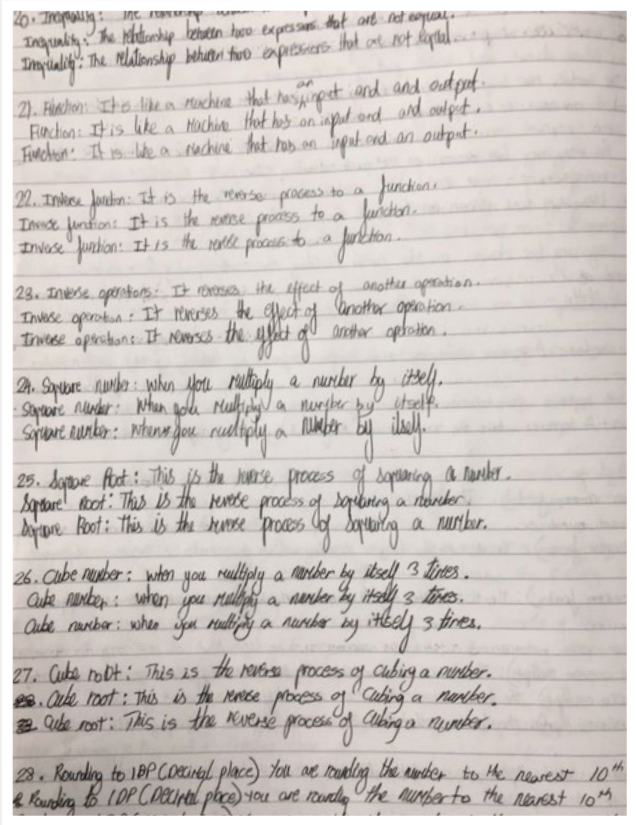 20. Inequality: The relationship
Inequality: The relationship between two expressions that are not equal.
Inequality: The relationship between two expressions that are not equal.
21. Function: It is like a machine that has an input and and output.
Function: It is like a machine that has an input and and output.
Function: It is like a machine that has an input and an output.
22. Inverse function: It is the reverse process to a function.
Inverse function: It is the reverse process to a function.
Inverse function: It is the reverse process to a function.
23. Inverse operations: It reverses the effect of another operation.
Inverse operation: It reverses the effect of another operation.
Inverse operations: It reverses the effect of another operation.
24. Square number: when you multiply a number by itself.
Square number: When you multiply a number by itself.
Square number: you multiply a number by itself.
25. Square Root: This is the reverse process of squaring a number.
Square Root: This is the reverse process of squaring a number.
Square Root: This is the reverse process of squaring a number.
26. Cube number: when you multiply a number by itself 3 times.
Cube number: when you multiply a number by itself 3 times.
Cube number: when you multiply a number by itself 3 times.
27. Cube root: This is the reverse process of cubing a number.
Cube root: This is the reverse process of cubing a number.
Cube root: This is the reverse process of cubing a number.
28. Rounding to 1DP (Decimal place) You are rounding the number to the nearest 10th
Rounding to 1DP (Decimal place) you are rounding the number to the nearest 10th